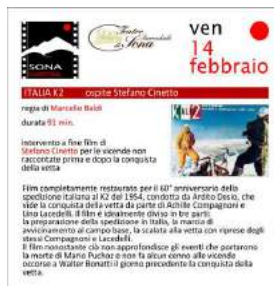 Teatro Comunale di Sona
SONA
ven
14
febbraio
ITALIA K2 ospite Stefano Cinetto
regia di Marcello Baldi
durata 91 min.
K2
intervento a fine film di
Stefano Cinetto per le vicende non
raccontate prima e dopo la conquista
della vetta
Film completamente restaurato per il 60° anniversario della
spedizione italiana al K2 del 1954, condotta da Ardito Desio, che
vide la conquista della vetta da parte di Achille Compagnoni e
Lino Lacedelli. Il film è idealmente diviso in tre parti:
la preparazione della spedizione in Italia, la marcia di
avvicinamento al campo base, la scalata alla vetta con riprese degli
stessi Compagnoni e Lacedelli.
Il film nonostante ciò non approfondisce gli eventi che portarono
la morte di Mario Puchoz e non fa alcun cenno alle vicende
occorse a Walter Bonatti il giorno precedente la conquista della
vetta.